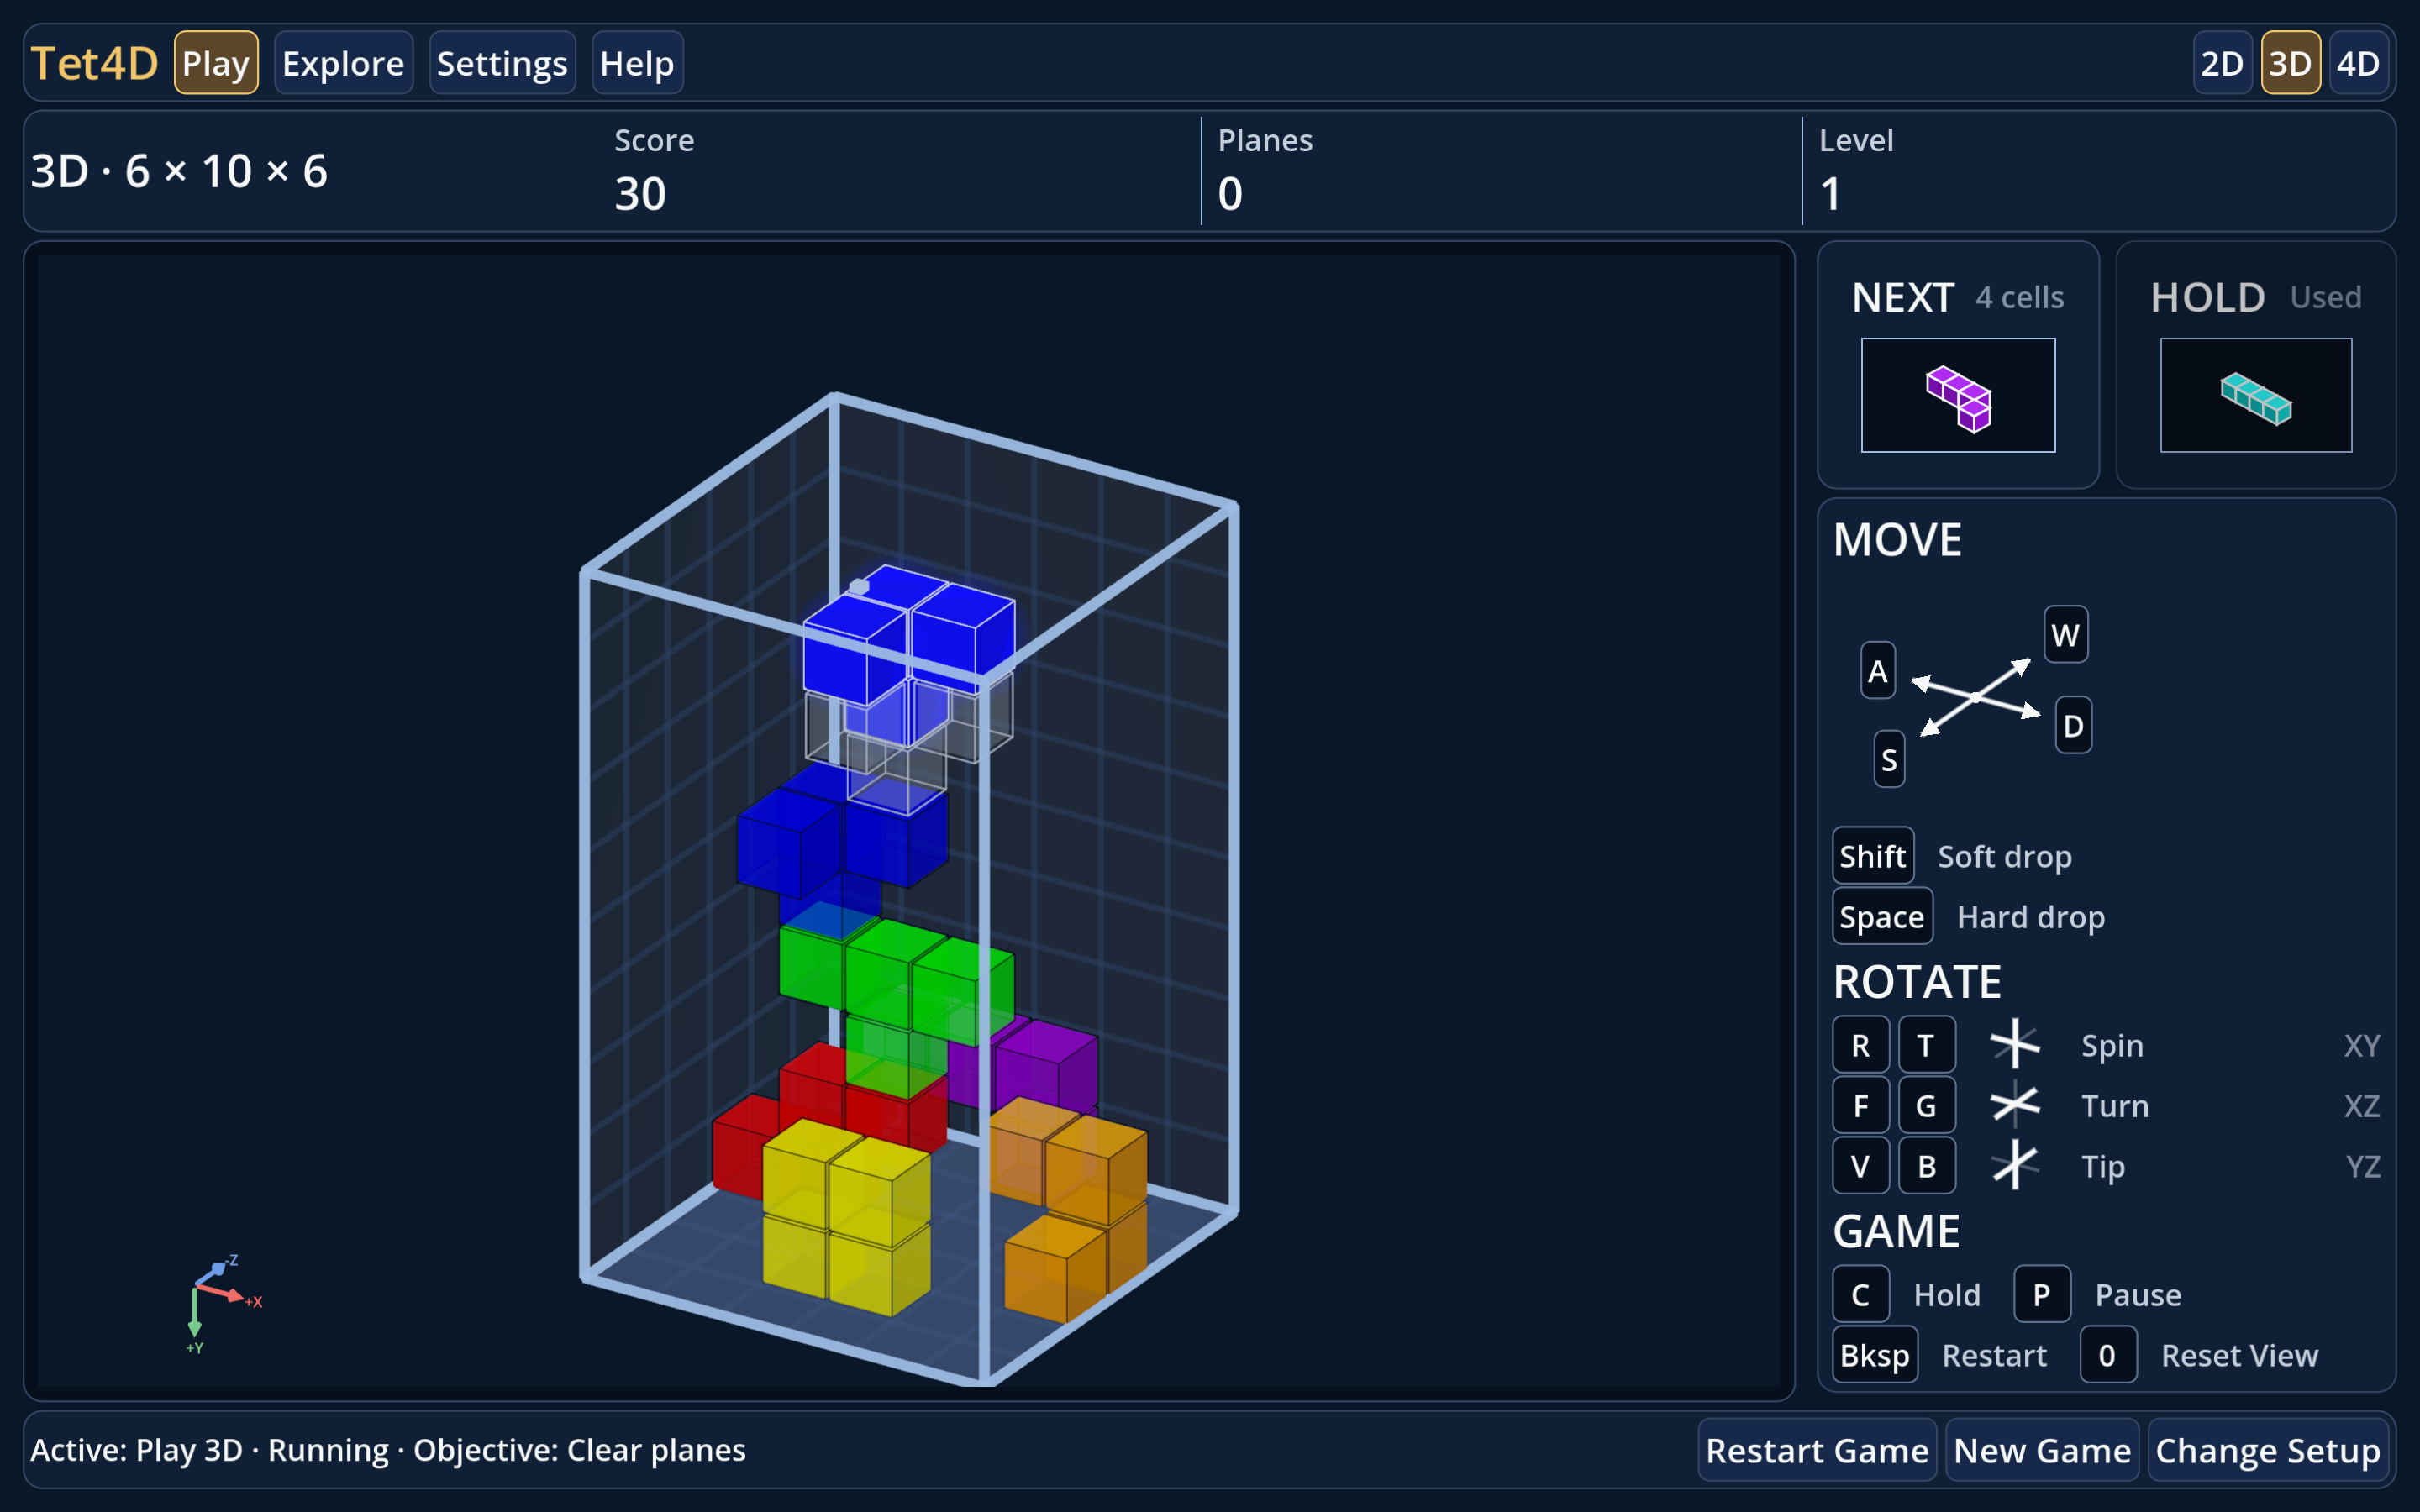 Tet4D Play Explore Settings Help 2D 3D 4D
3D · 6 × 10 × 6
Score
30
Planes
0
Level
1
NEXT 4 cells
HOLD Used
MOVE
W
A
D
S
Shift Soft drop
Space Hard drop
ROTATE
R T Spin XY
F G Turn XZ
V B Tip YZ
GAME
C Hold P Pause
Bksp Restart 0 Reset View
-Z
+X
+Y
Active: Play 3D · Running · Objective: Clear planes
Restart Game New Game Change Setup